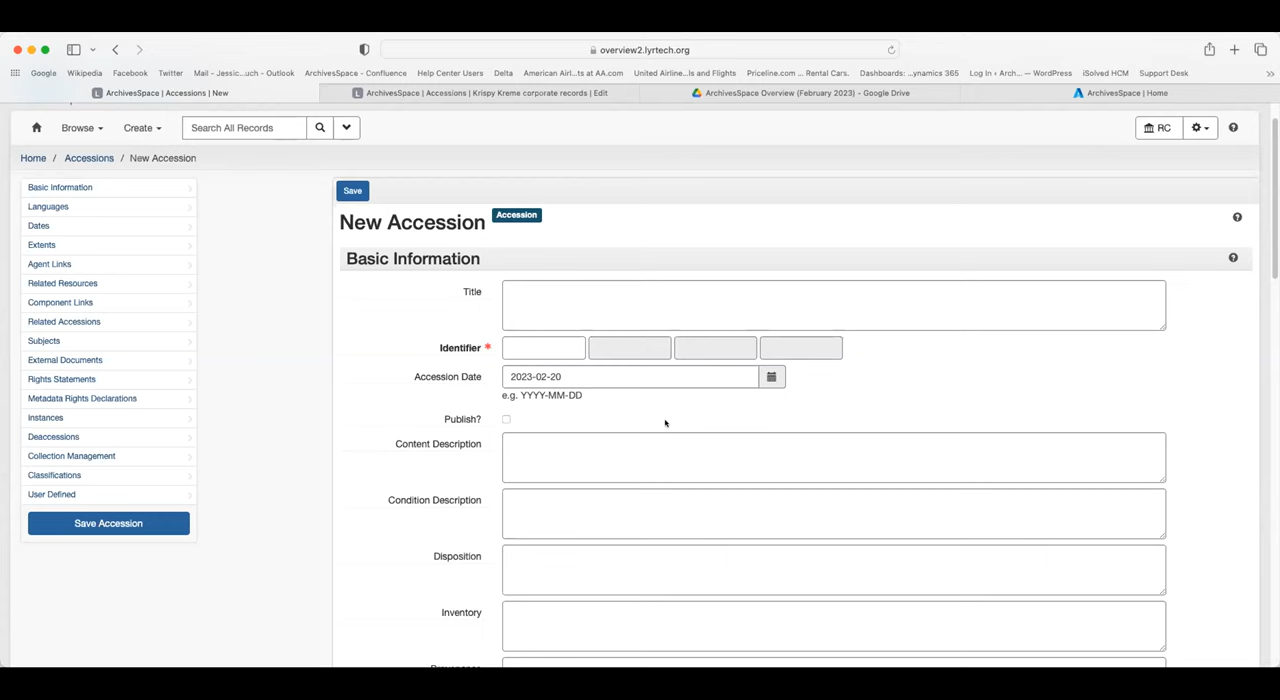 overview2.lyrtech.org
Google Wikipedia Facebook Twitter Mail - Jessic...uch - Outlook ArchivesSpace - Confluence Help Center Users Delta American Airl...ts at AA.com United Airline...ls and Flights Priceline.com ... Rental Cars. Dashboards: ...ynamics 365 Log In ‹ Arch... — WordPress iSolved HCM Support Desk
ArchivesSpace | Accessions | New
ArchivesSpace | Accessions | Krispy Kreme corporate records | Edit
ArchivesSpace Overview (February 2023) - Google Drive
ArchivesSpace | Home
Browse Create Search All Records RC
Home / Accessions / New Accession
Basic Information
Languages
Dates
Extents
Agent Links
Related Resources
Component Links
Related Accessions
Subjects
External Documents
Rights Statements
Metadata Rights Declarations
Instances
Deaccessions
Collection Management
Classifications
User Defined
Save Accession
Save
New Accession Accession
Basic Information
Title
Identifier *
Accession Date 2023-02-20
e.g. YYYY-MM-DD
Publish?
Content Description
Condition Description
Disposition
Inventory